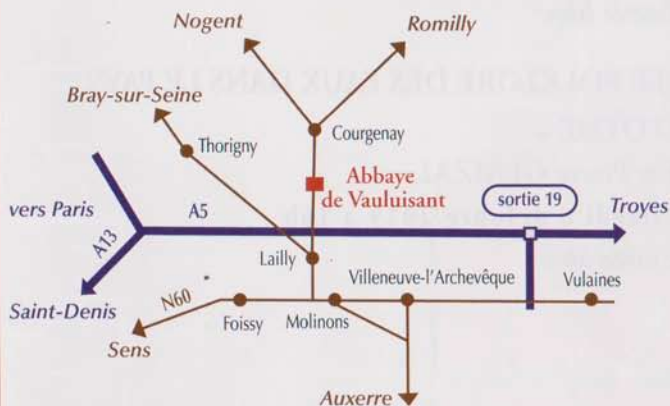 Nogent
Romilly
Bray-sur-Seine
Thorigny
Courgenay
Abbaye
de Vauluisant
vers Paris
A5
sortie 19
Troyes
A13
Lailly
Villeneuve-l'Archevêque
Vulaines
Saint-Denis
N60
Foissy
Molinons
Sens
Auxerre